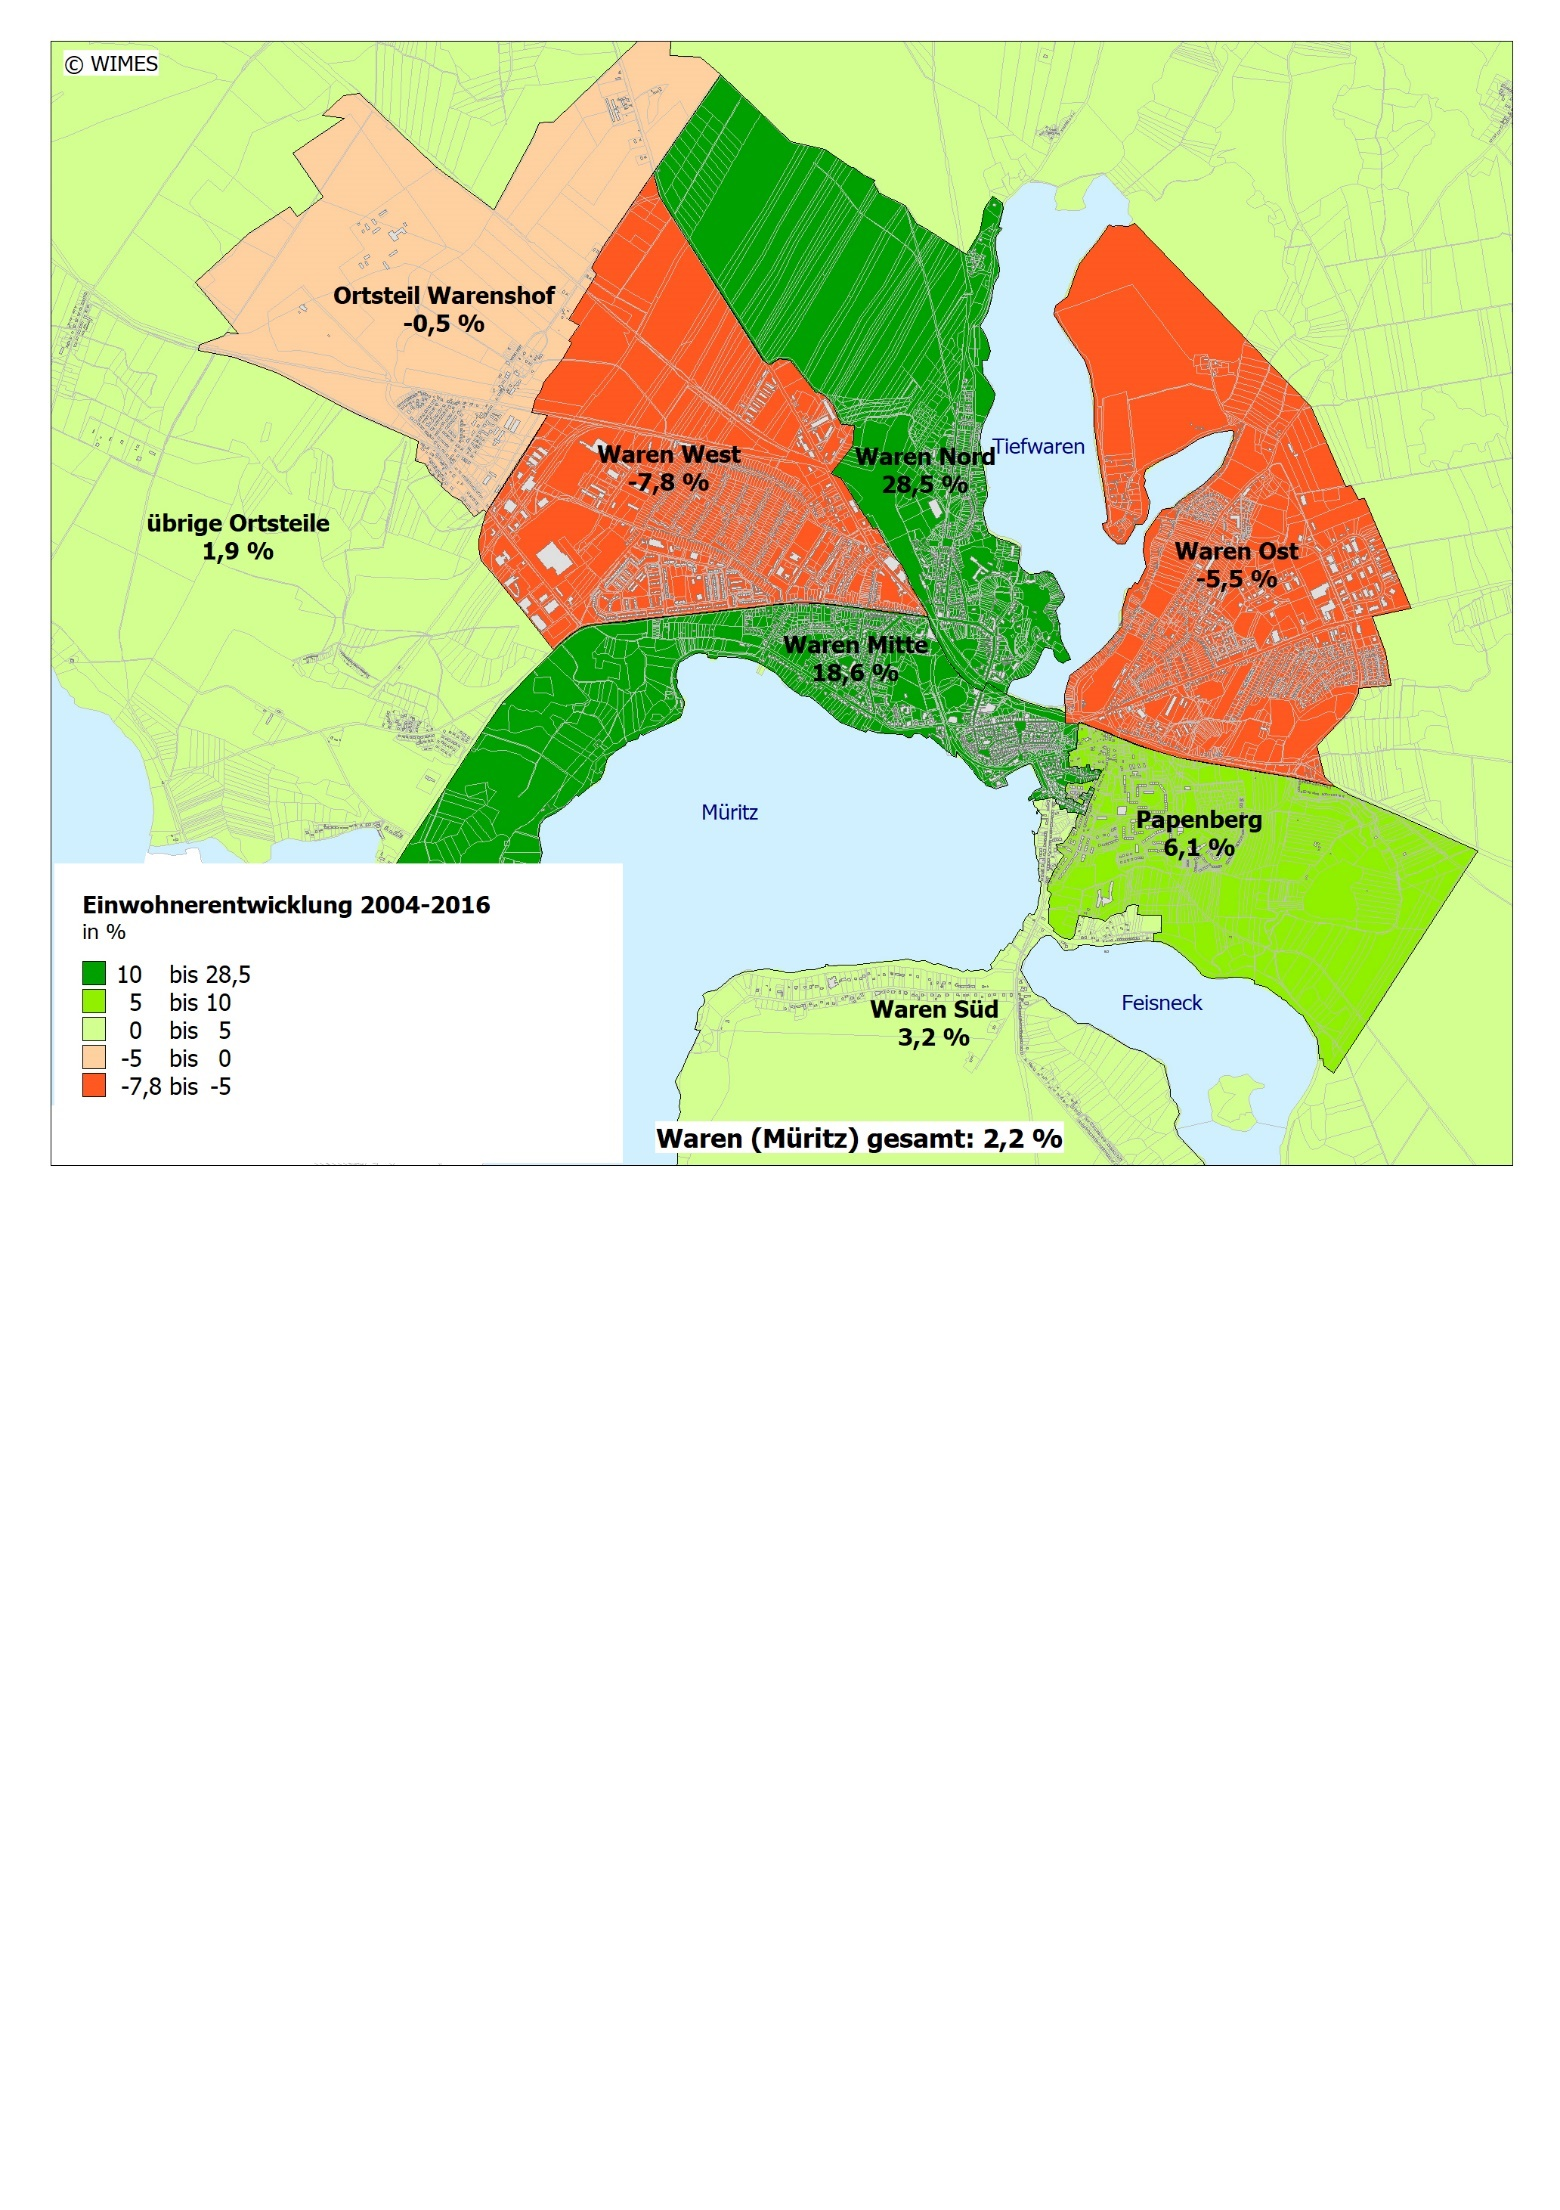 © WIMES
Ortsteil Warenshof
-0,5 %
Waren West
-7,8 %
Waren Nord
28,5 %
Tiefwaren
übrige Ortsteile
1,9 %
Waren Ost
-5,5 %
Waren Mitte
18,6 %
Müritz
Papenberg
6,1 %
Einwohnerentwicklung 2004-2016
in %
10 bis 28,5
5 bis 10
0 bis 5
-5 bis 0
-7,8 bis -5
Feisneck
Waren Süd
3,2 %
Waren (Müritz) gesamt: 2,2 %